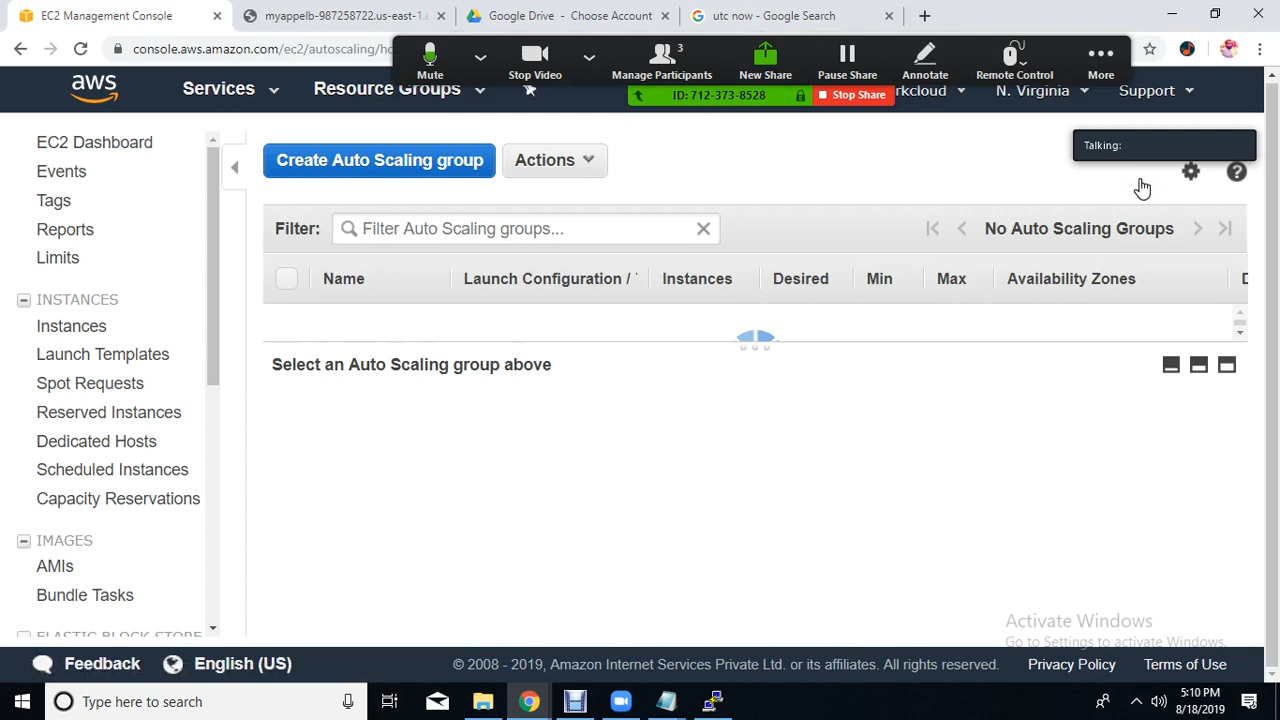 EC2 Management Console
myappelb-987258722.us-east-1.
Google Drive - Choose Account
utc now - Google Search
console.aws.amazon.com/ec2/autoscaling/ho
Mute
Stop Video
3
Manage Participants
New Share
Pause Share
Annotate
Remote Control
More
aws
Services
Resource Groups
ID: 712-373-8528
Stop Share
rkcloud
N. Virginia
Support
Talking:
EC2 Dashboard
Events
Tags
Reports
Limits
INSTANCES
Instances
Launch Templates
Spot Requests
Reserved Instances
Dedicated Hosts
Scheduled Instances
Capacity Reservations
IMAGES
AMIs
Bundle Tasks
ELASTIC BLOCK STORE
Create Auto Scaling group
Actions
Filter:
Filter Auto Scaling groups...
No Auto Scaling Groups
Name
Launch Configuration /
Instances
Desired
Min
Max
Availability Zones
D
Select an Auto Scaling group above
Activate Windows
Go to Settings to activate Windows.
Feedback
English (US)
© 2008 - 2019, Amazon Internet Services Private Ltd. or its affiliates. All rights reserved.
Privacy Policy
Terms of Use
Type here to search
5:10 PM
8/18/2019